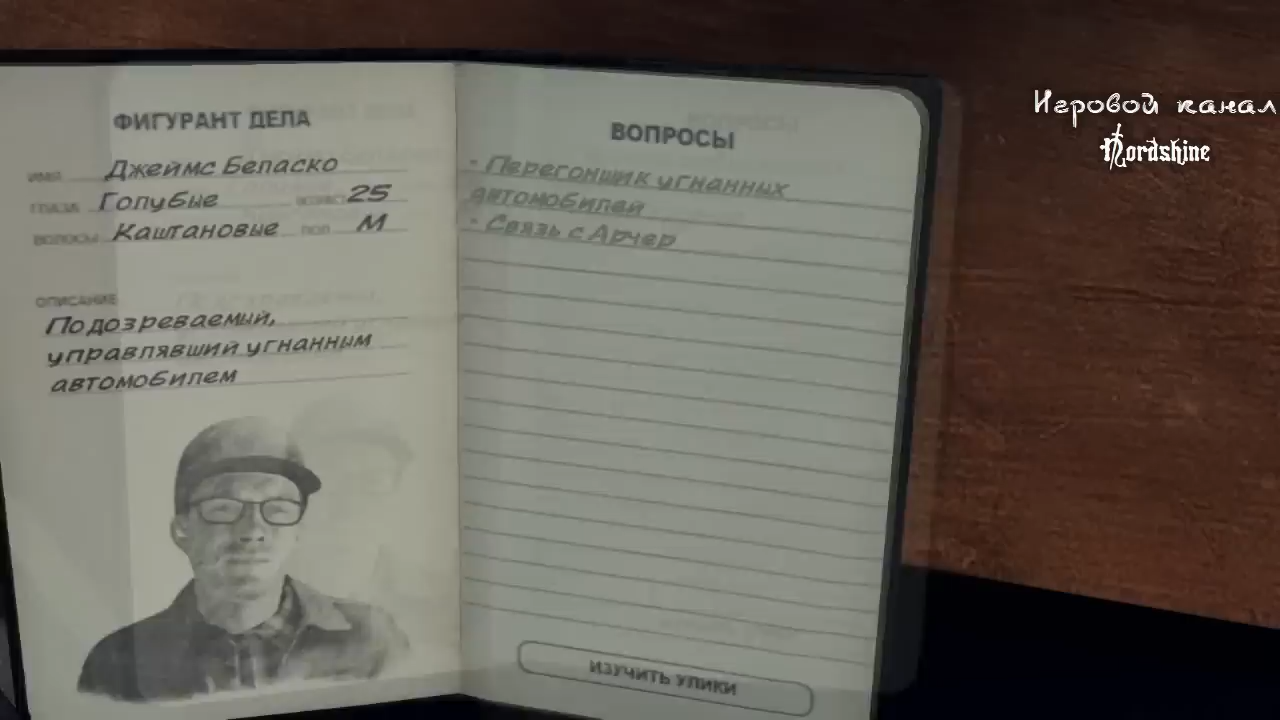 Игровой канал
Nordshine
ФИГУРАНТ ДЕЛА
ИМЯ Джеймс Беласко
ГЛАЗА Голубые ВОЗРАСТ 25
ВОЛОСЫ Каштановые ПОЛ М
ОПИСАНИЕ
Подозреваемый,
управлявший угнанным
автомобилем
ВОПРОСЫ
- Перегонщик угнанных
автомобилей
- Связь с Арчер
ИЗУЧИТЬ УЛИКИ